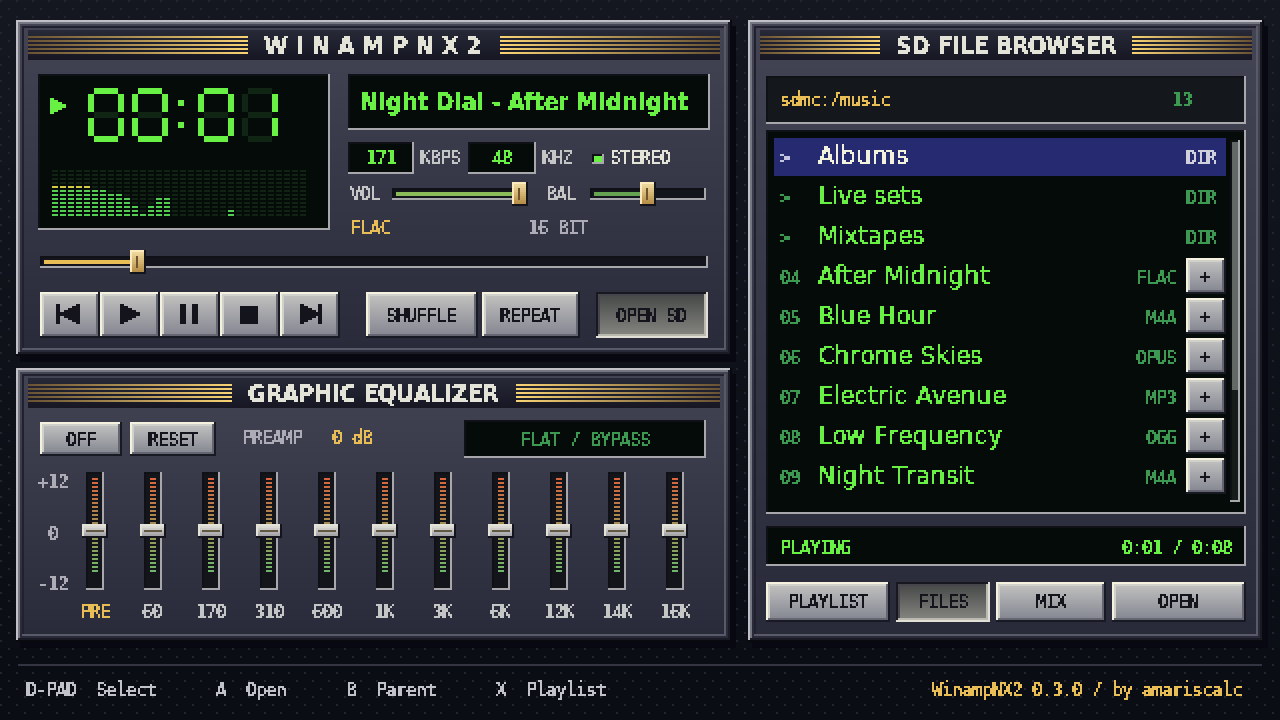 WINAMPNX2
00:01
Night Dial - After Midnight
171 KBPS 48 KHZ STEREO
VOL BAL
FLAC 16 BIT
SHUFFLE REPEAT OPEN SD
GRAPHIC EQUALIZER
OFF RESET PREAMP 0 dB FLAT / BYPASS
+12
0
-12
PRE 60 170 310 600 1K 3K 6K 12K 14K 16K
SD FILE BROWSER
sdmc:/music 13
>- Albums DIR
>- Live sets DIR
>- Mixtapes DIR
04 After Midnight FLAC +
05 Blue Hour M4A +
06 Chrome Skies OPUS +
07 Electric Avenue MP3 +
08 Low Frequency OGG +
09 Night Transit M4A +
PLAYING 0:01 / 0:08
PLAYLIST FILES MIX OPEN
D-PAD Select A Open B Parent X Playlist
WinampNX2 0.3.0 / by amariscalc